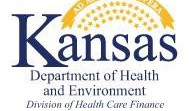 Kansas
Department of Health
and Environment
Division of Health Care Finance